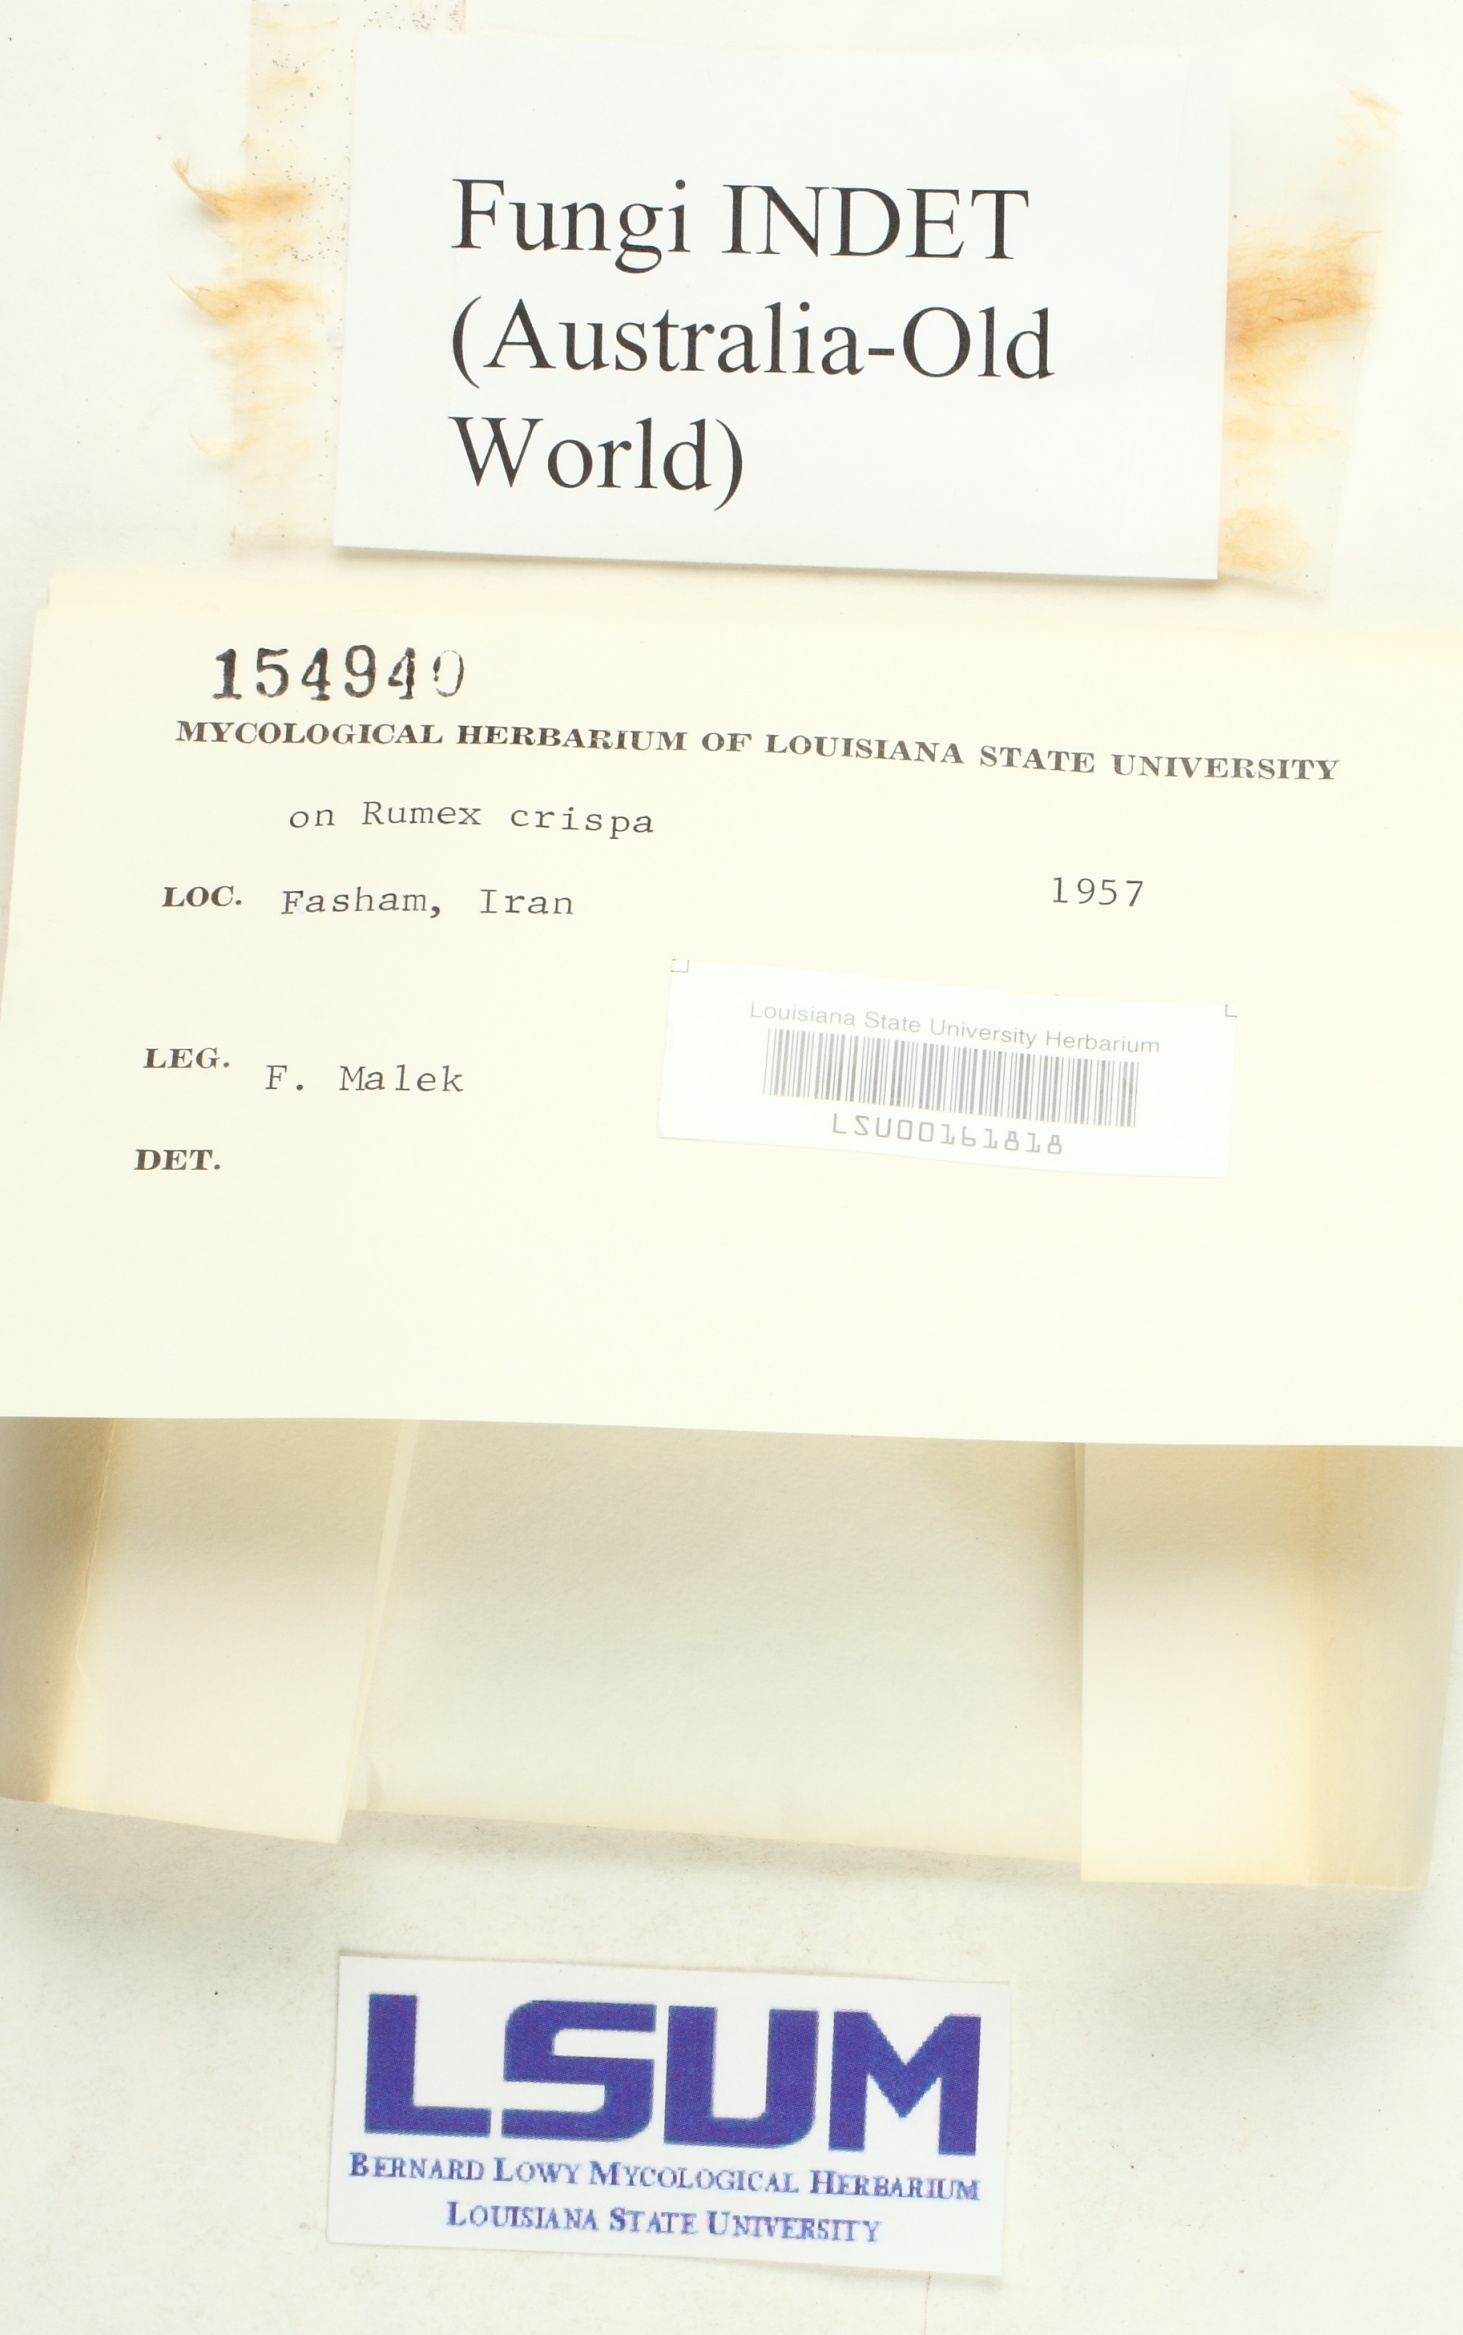 Fungi INDET
(Australia-Old
World)
154940
MYCOLOGICAL HERBARIUM OF LOUISIANA STATE UNIVERSITY
on Rumex crispa
LOC. Fasham, Iran 1957
Louisiana State University Herbarium
LSU00161818
LEG. F. Malek
DET.
LSUM
BERNARD LOWY MYCOLOGICAL HERBARIUM
LOUISIANA STATE UNIVERSITY